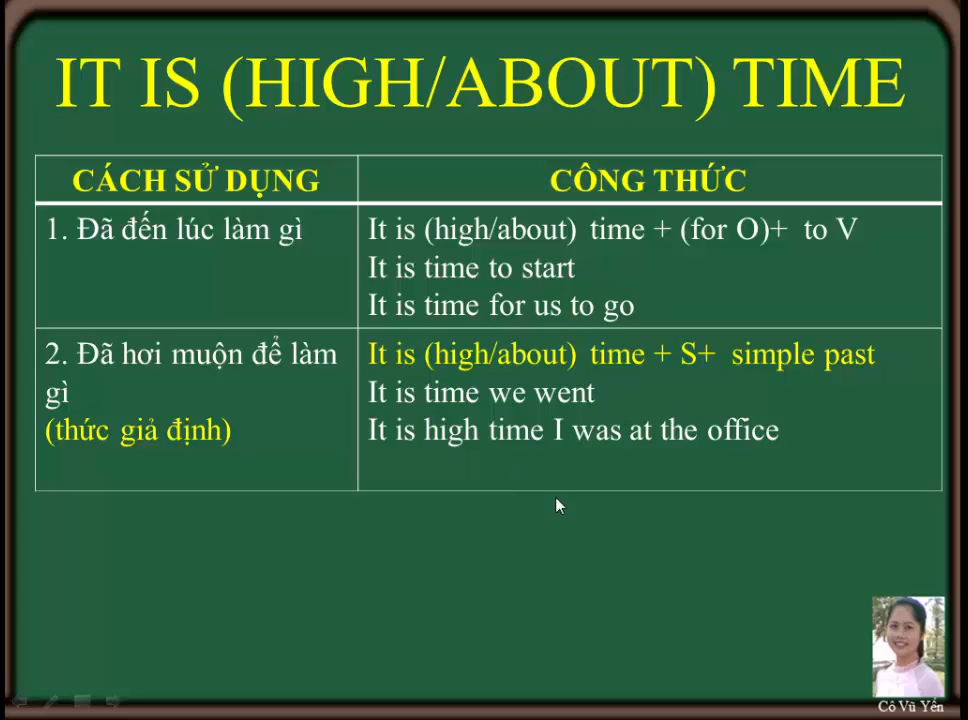 IT IS (HIGH/ABOUT) TIME
CÁCH SỬ DỤNG
CÔNG THỨC
1. Đã đến lúc làm gì
It is (high/about) time + (for O)+ to V
It is time to start
It is time for us to go
2. Đã hơi muộn để làm
gì
(thức giả định)
It is (high/about) time + S+ simple past
It is time we went
It is high time I was at the office
Cô Vũ Yến